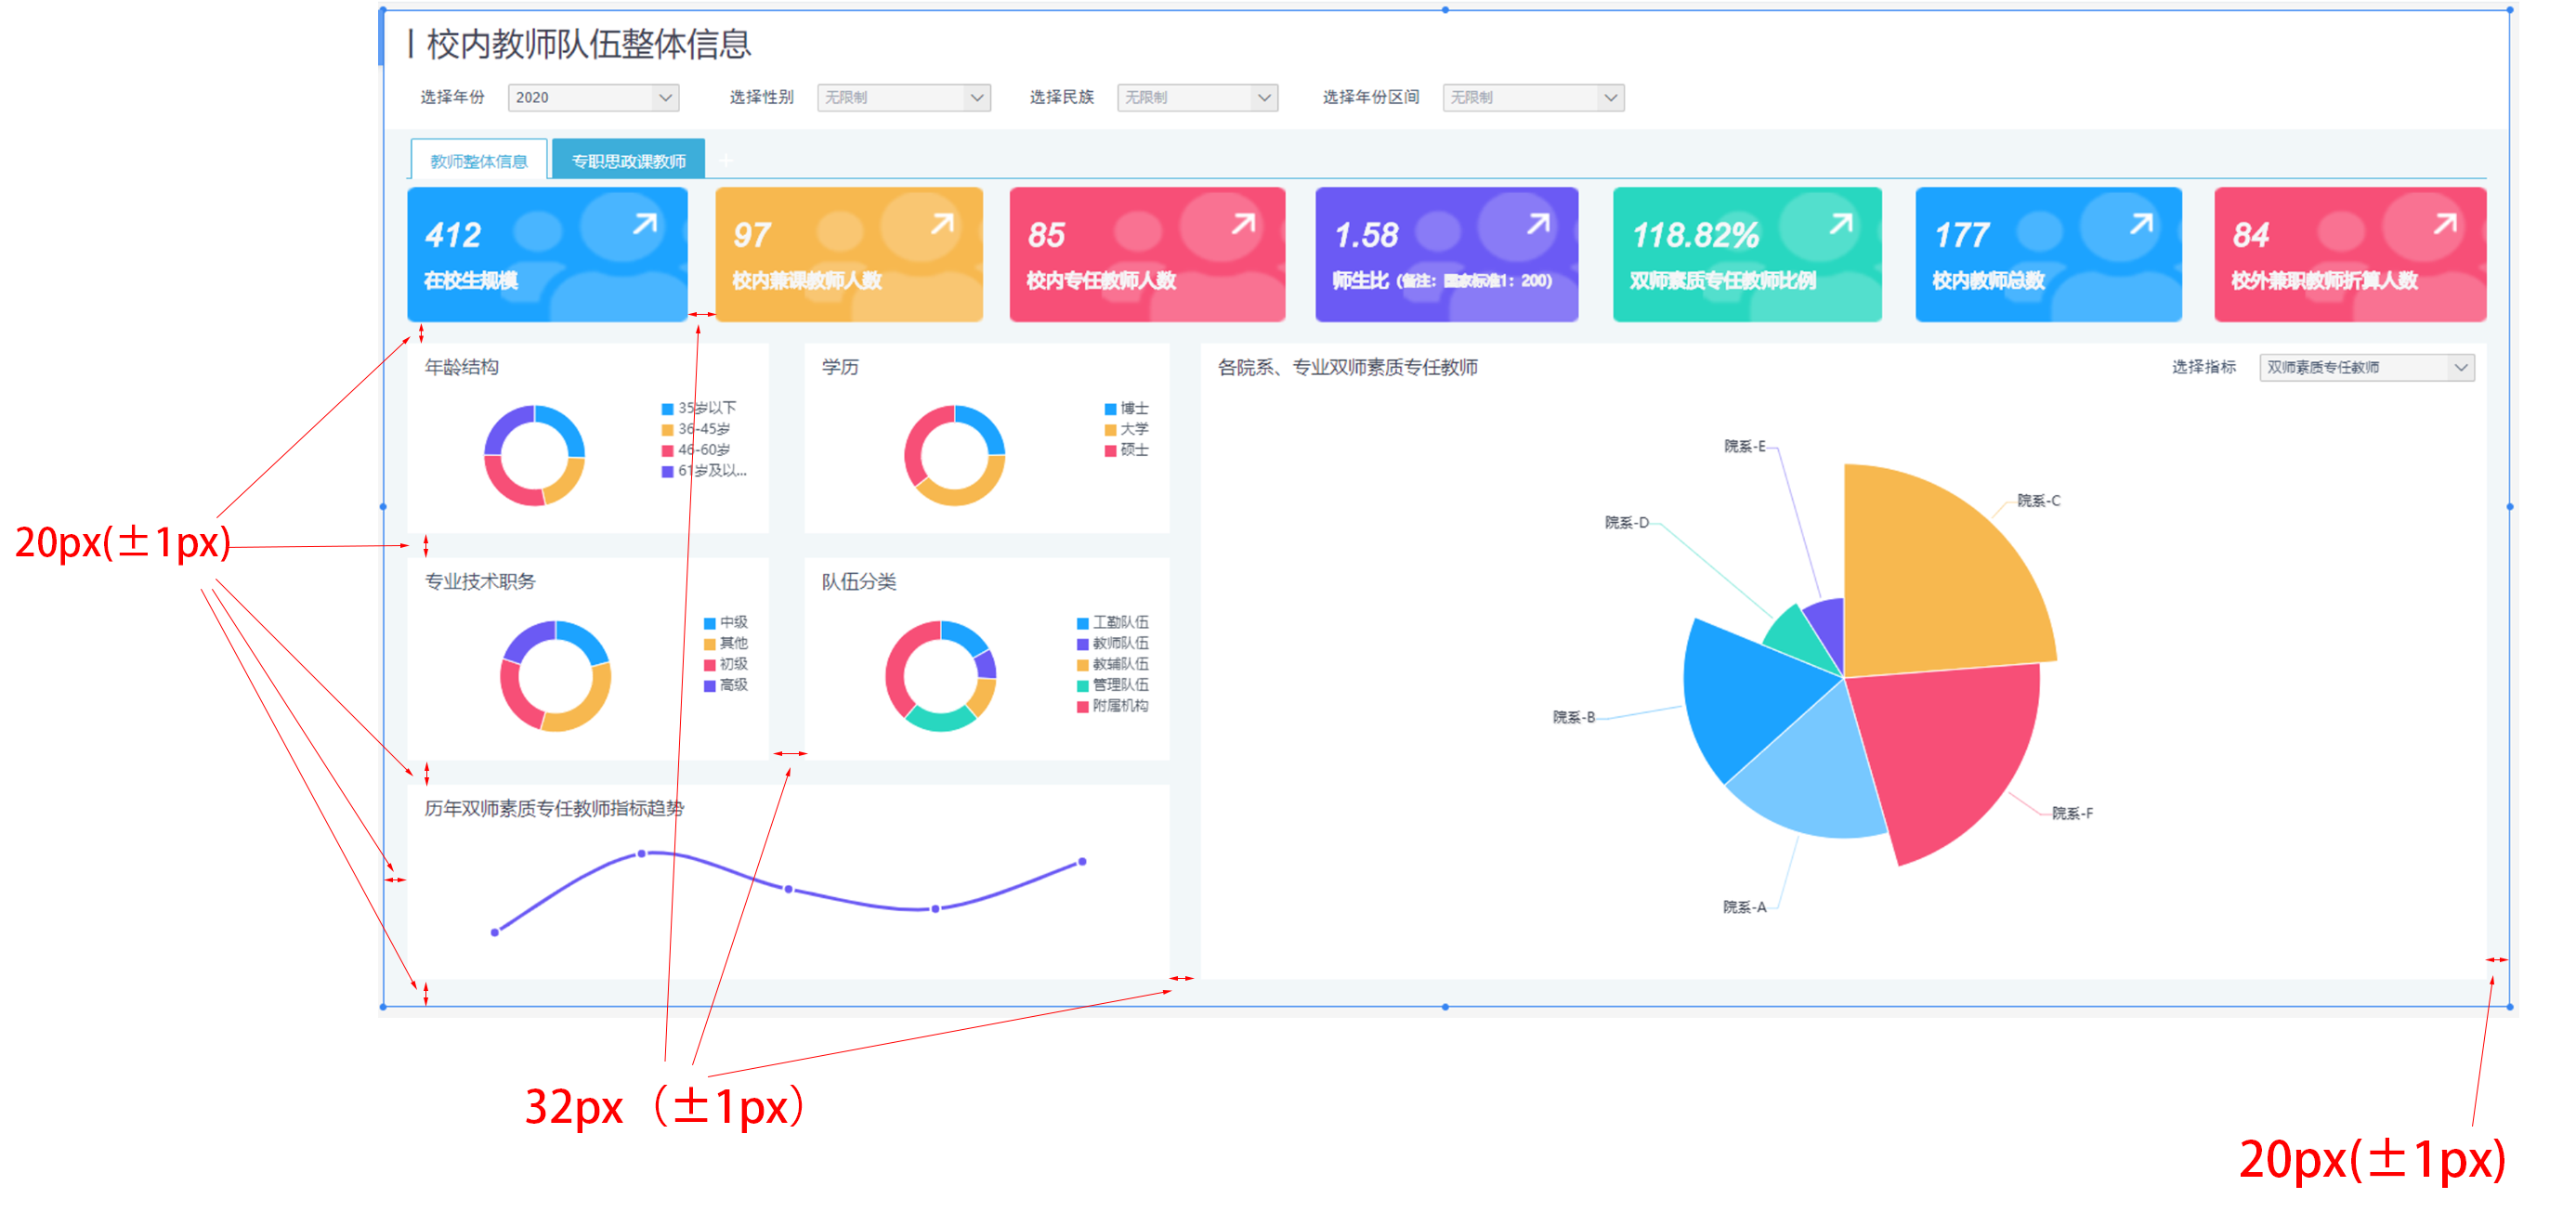 校内教师队伍整体信息
选择年份 2020 选择性别 无限制 选择民族 无限制 选择年份区间 无限制
教师整体信息 专职思政课教师 +
412 97 85 1.58 118.82% 177 84
在校生规模 校内兼课教师人数 校内专任教师人数 师生比（备注：国家标准1：200） 双师素质专任教师比例 校内教师总数 校外兼职教师折算人数
年龄结构
35岁以下
36-45岁
46-60岁
61岁及以...
学历
博士
大学
硕士
各院系、专业双师素质专任教师 选择指标 双师素质专任教师
院系-E
院系-C
院系-D
院系-B
院系-F
院系-A
专业技术职务
中级
其他
初级
高级
队伍分类
工勤队伍
教师队伍
教辅队伍
管理队伍
附属机构
历年双师素质专任教师指标趋势
20px(±1px)
32px（±1px）
20px(±1px)